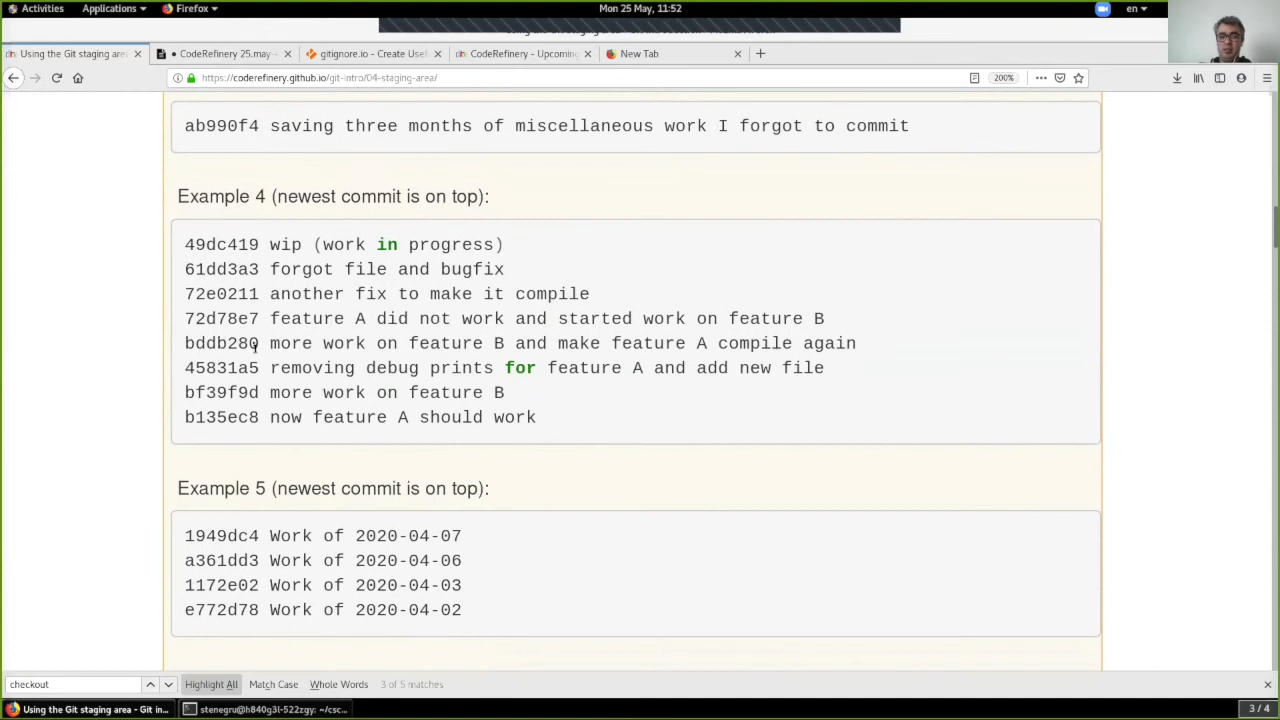 Activities Applications Firefox Mon 25 May, 11:52 en
Using the Git staging are CodeRefinery 25.may- gitignore.io - Create Use CodeRefinery - Upcoming New Tab
https://coderefinery.github.io/git-intro/04-staging-area/ 200%
ab990f4 saving three months of miscellaneous work I forgot to commit
Example 4 (newest commit is on top):
49dc419 wip (work in progress)
61dd3a3 forgot file and bugfix
72e0211 another fix to make it compile
72d78e7 feature A did not work and started work on feature B
bddb280 more work on feature B and make feature A compile again
45831a5 removing debug prints for feature A and add new file
bf39f9d more work on feature B
b135ec8 now feature A should work
Example 5 (newest commit is on top):
1949dc4 Work of 2020-04-07
a361dd3 Work of 2020-04-06
1172e02 Work of 2020-04-03
e772d78 Work of 2020-04-02
checkout Highlight All Match Case Whole Words 3 of 5 matches
Using the Git staging area - Git in... stenegru@h840g3l-522zgy: ~/csc... 3 / 4